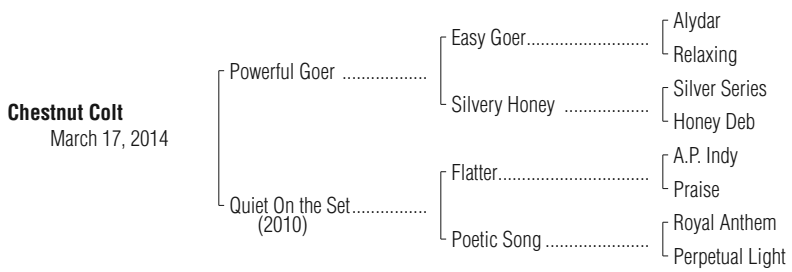 Chestnut Colt
March 17, 2014
Powerful Goer ..................
Quiet On the Set................
(2010)
Easy Goer..........................
Silvery Honey ..................
Flatter................................
Poetic Song ......................
Alydar
Relaxing
Silver Series
Honey Deb
A.P. Indy
Praise
Royal Anthem
Perpetual Light